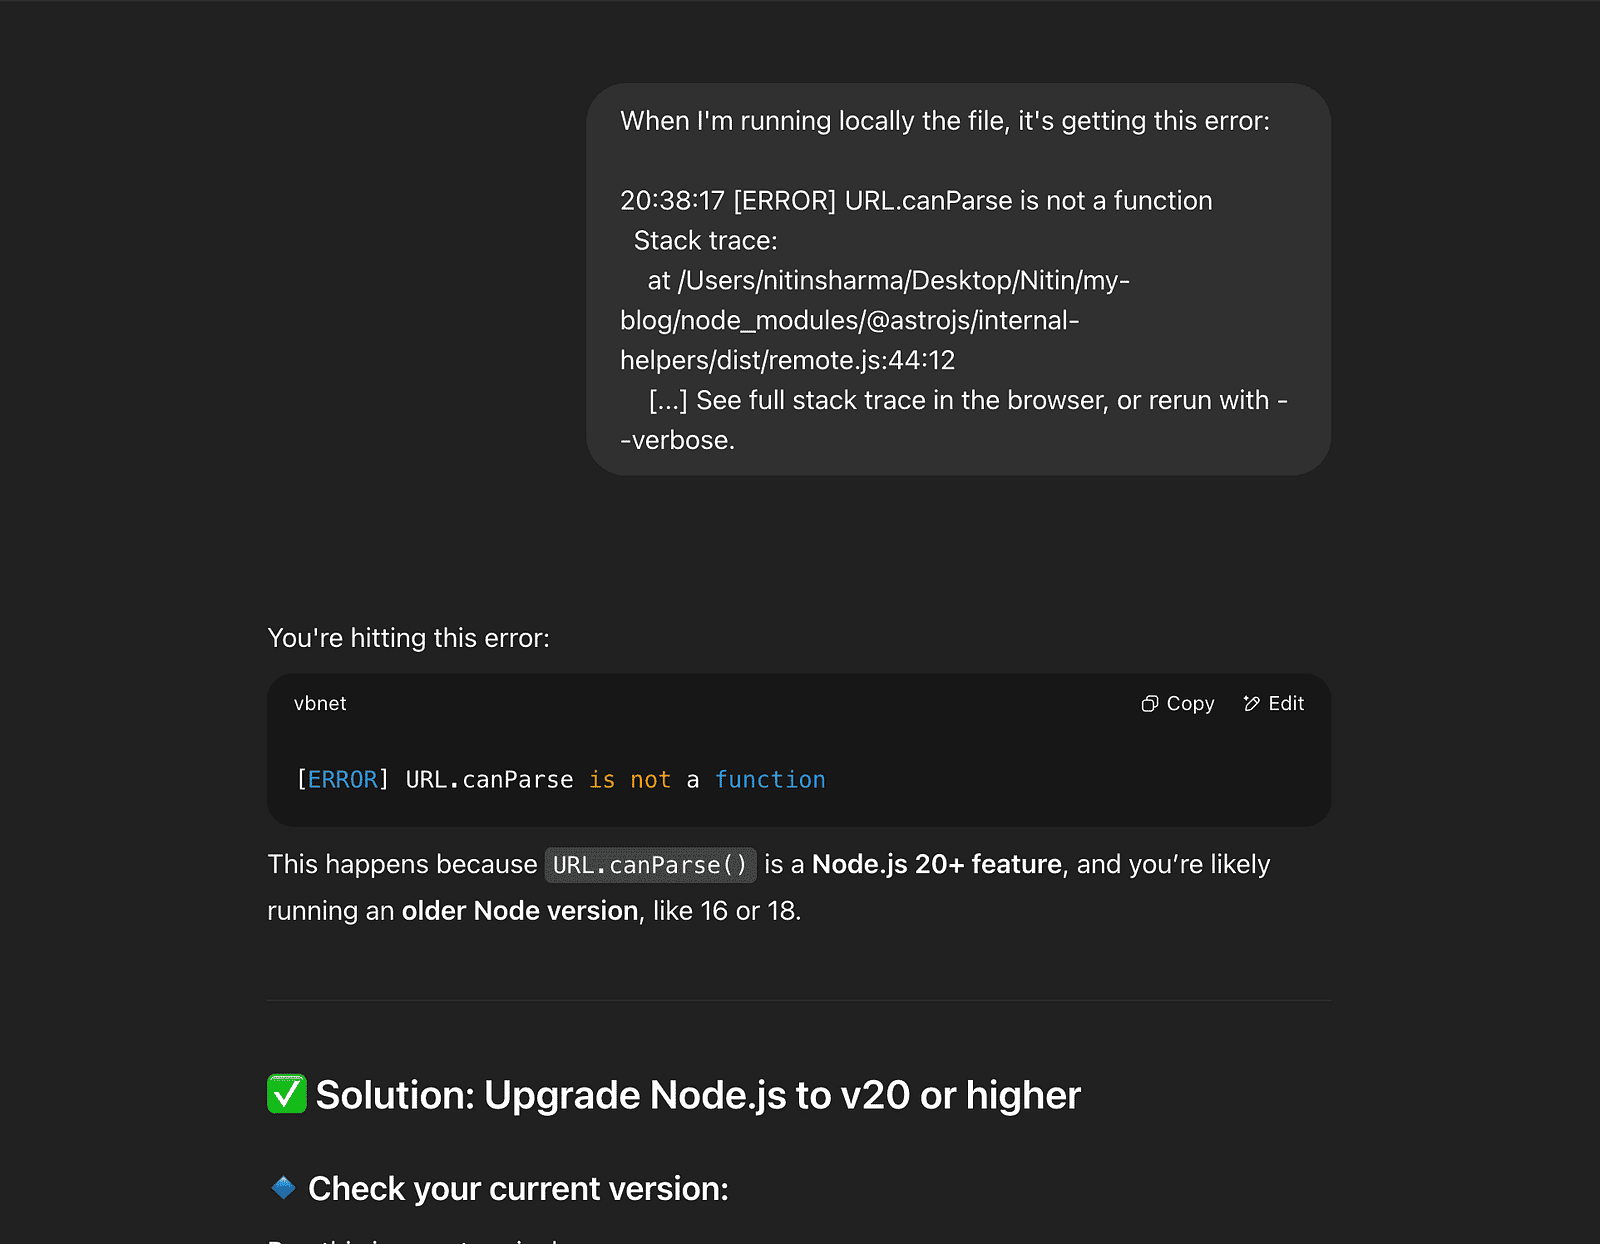 When I'm running locally the file, it's getting this error:
20:38:17 [ERROR] URL.canParse is not a function
Stack trace:
at /Users/nitinsharma/Desktop/Nitin/my-
blog/node_modules/@astrojs/internal-
helpers/dist/remote.js:44:12
[...] See full stack trace in the browser, or rerun with -
-verbose.
You're hitting this error:
vbnet
Copy
Edit
[ERROR] URL.canParse is not a function
This happens because URL.canParse() is a Node.js 20+ feature, and you’re likely
running an older Node version, like 16 or 18.
✅ Solution: Upgrade Node.js to v20 or higher
🔹 Check your current version: